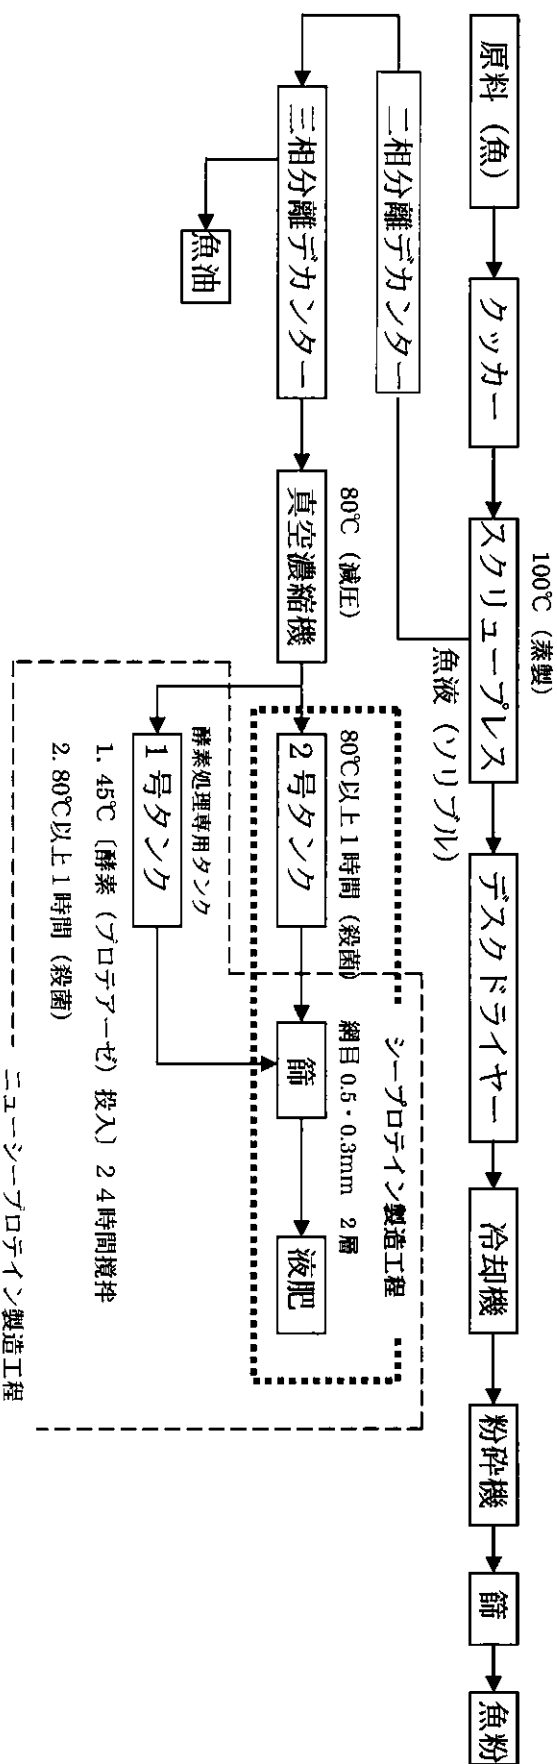 原料（魚）
クッカー
100℃（蒸製）
スクリュープレス
デスクドライヤー
冷却機
粉砕機
篩
魚粉
魚液（ソリブル）
二相分離デカンター
三相分離デカンター
魚油
80℃（減圧）
真空濃縮機
シープロテイン製造工程
80℃以上1時間（殺菌）
網目0.5・0.3mm 2層
2号タンク
篩
液肥
酵素処理専用タンク
1号タンク
1. 45℃〔酵素（プロテアーゼ）投入〕24時間撹拌
2. 80℃以上1時間（殺菌）
ニューシープロテイン製造工程